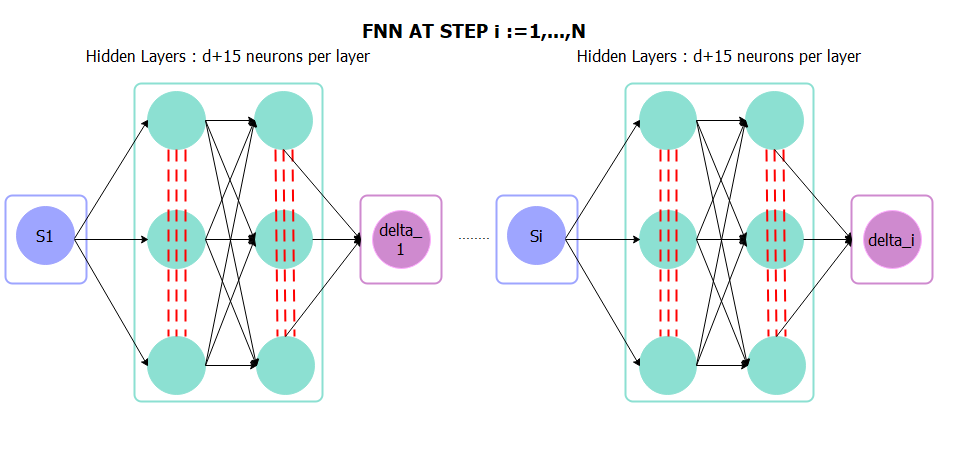 FNN AT STEP i :=1,...,N
Hidden Layers : d+15 neurons per layer
Hidden Layers : d+15 neurons per layer
S1
delta_
1
Si
delta_i